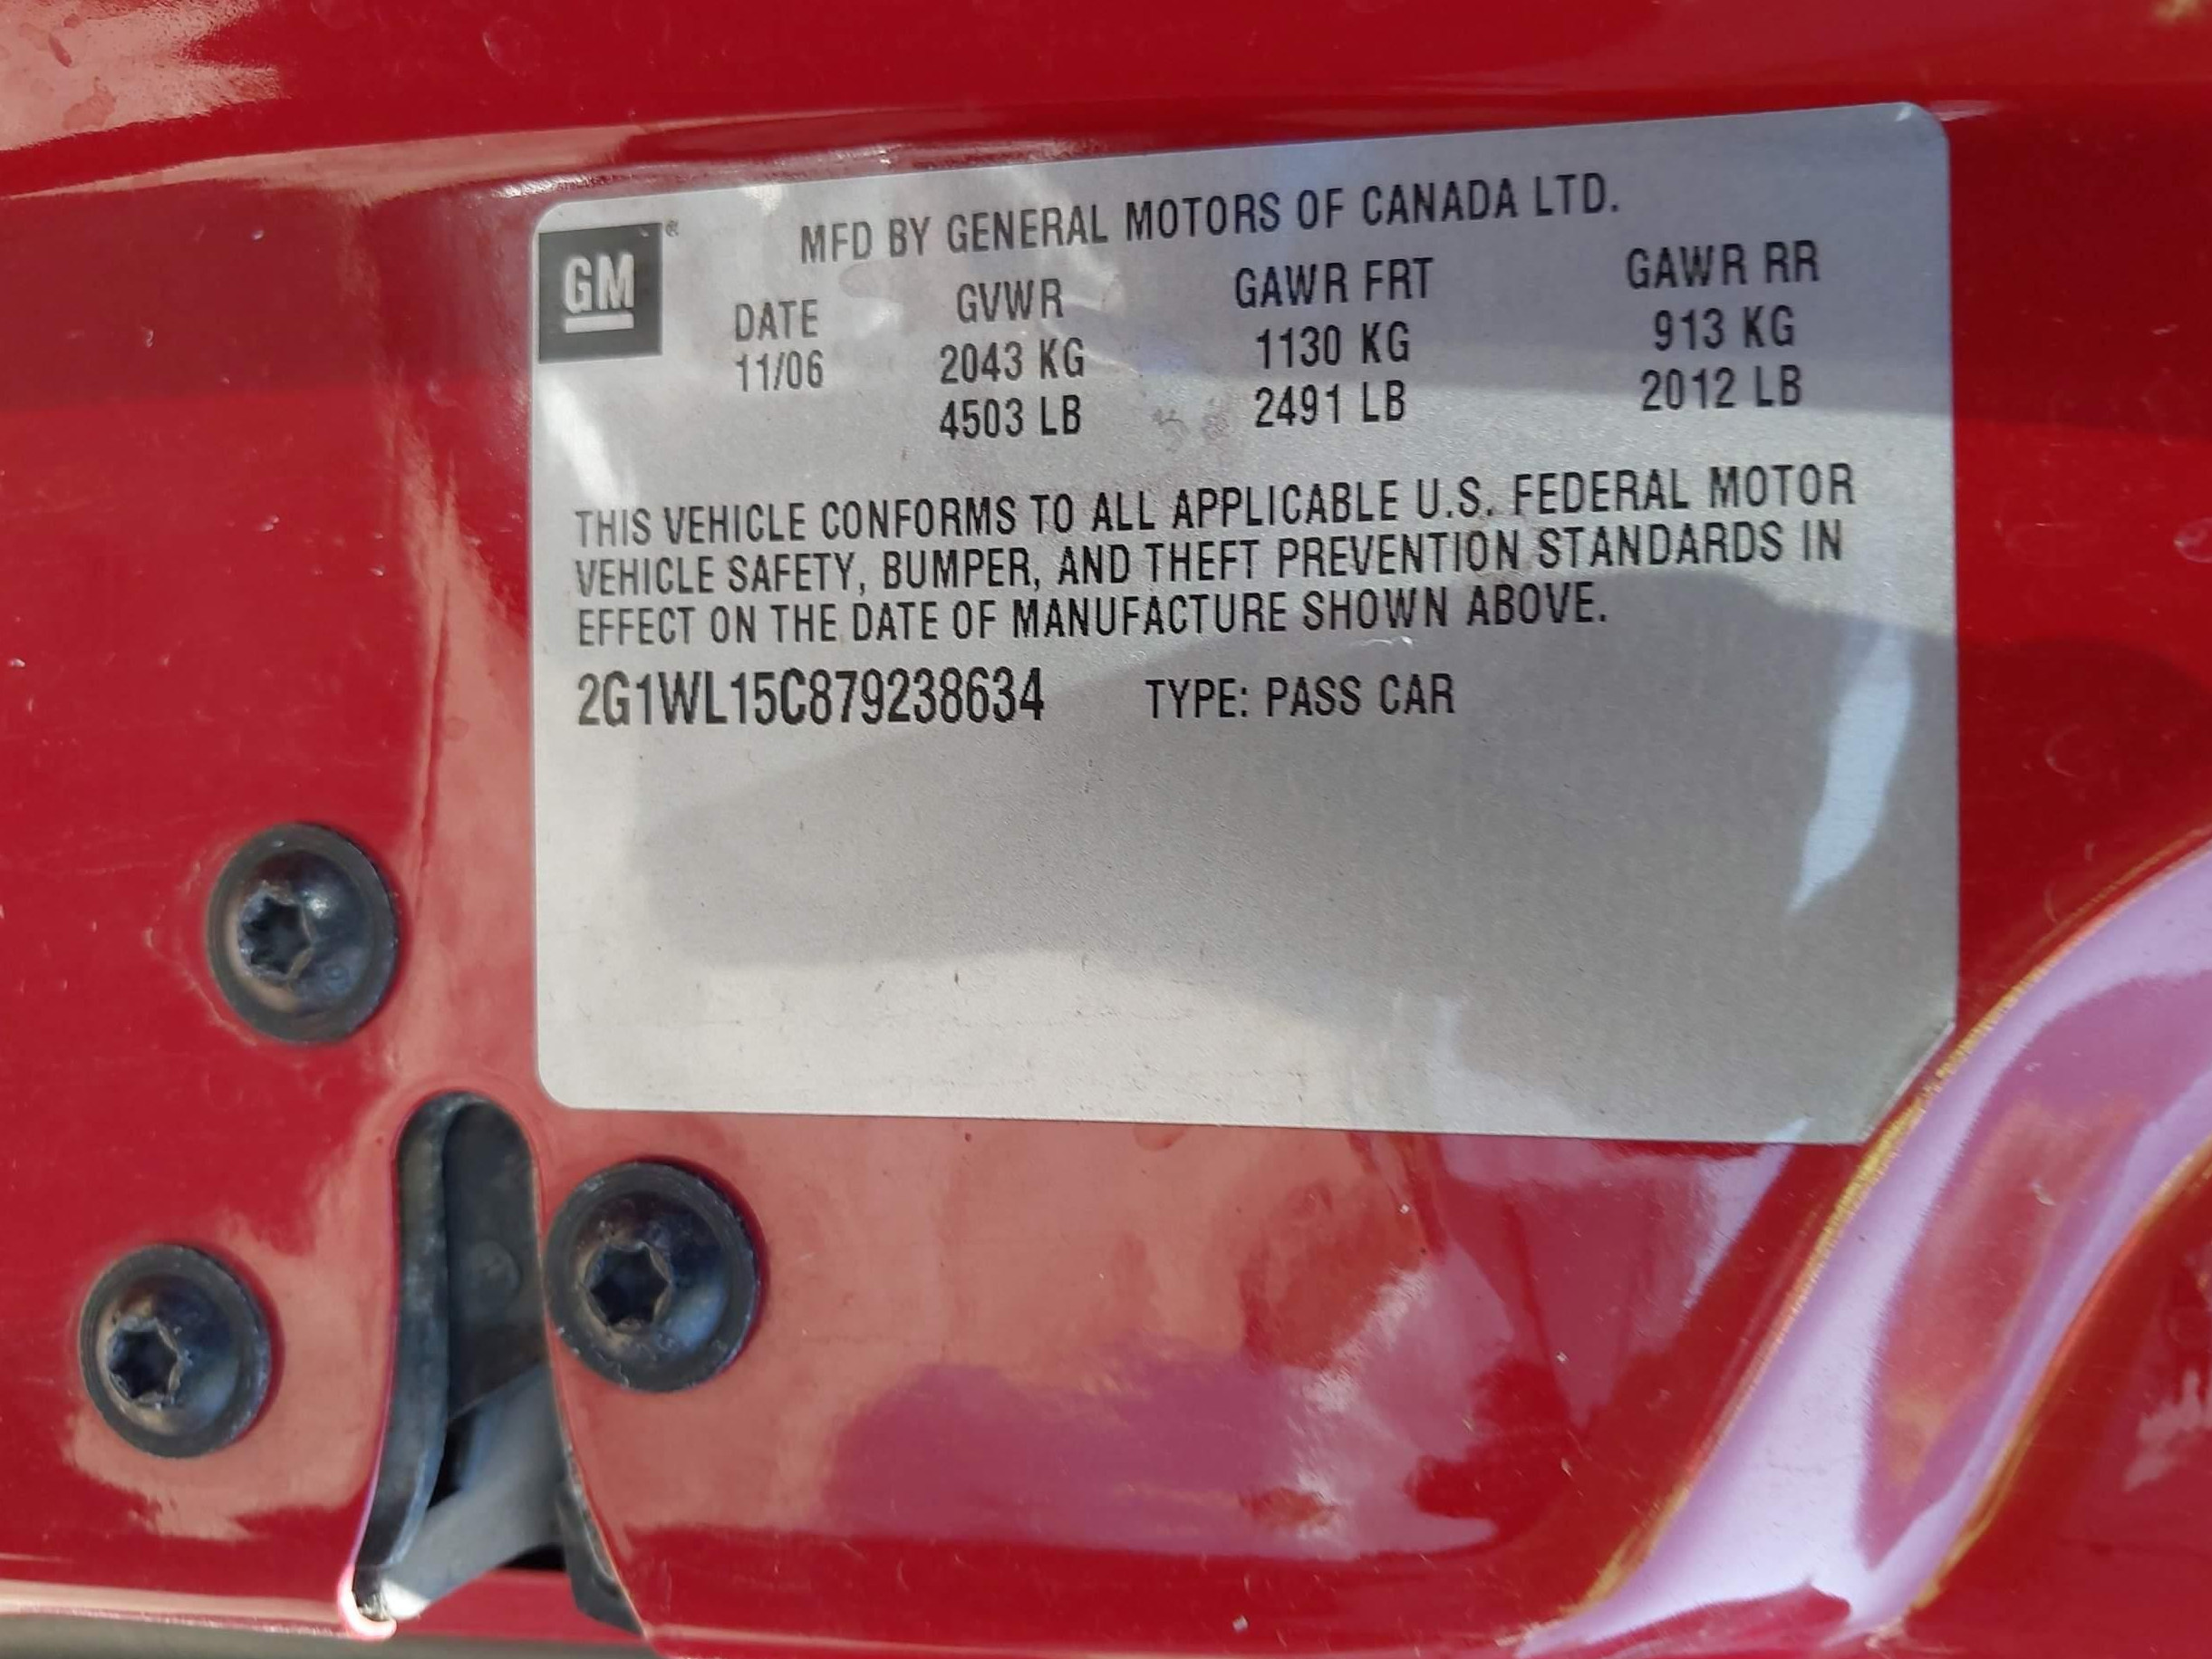 MFD BY GENERAL MOTORS OF CANADA LTD.
GM ®
DATE GVWR GAWR FRT GAWR RR
11/06 2043 KG 1130 KG 913 KG
4503 LB 2491 LB 2012 LB
THIS VEHICLE CONFORMS TO ALL APPLICABLE U.S. FEDERAL MOTOR
VEHICLE SAFETY, BUMPER, AND THEFT PREVENTION STANDARDS IN
EFFECT ON THE DATE OF MANUFACTURE SHOWN ABOVE.
2G1WL15C879238634 TYPE: PASS CAR